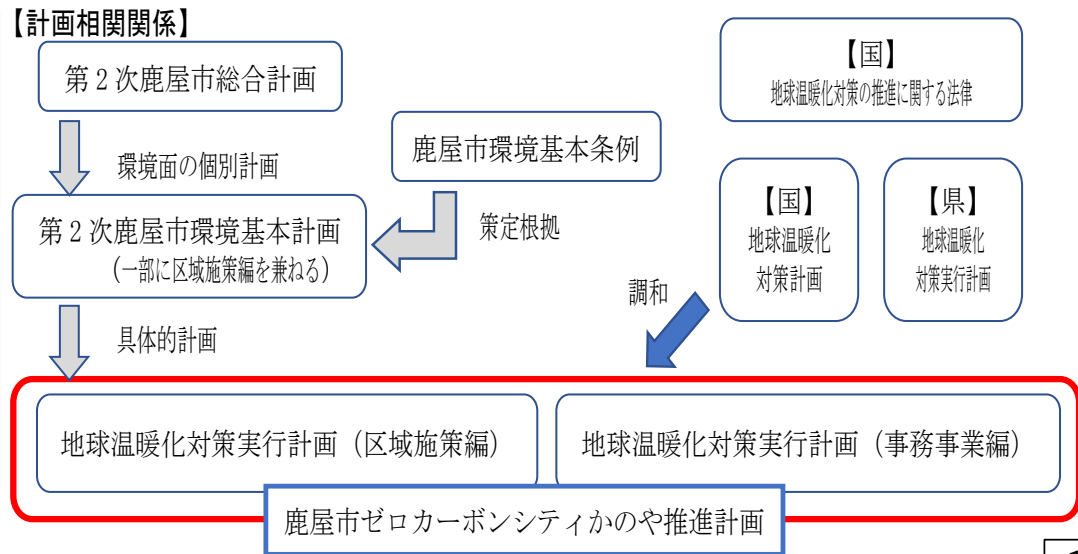 【計画相関関係】
第2次鹿屋市総合計画
環境面の個別計画
鹿屋市環境基本条例
策定根拠
第2次鹿屋市環境基本計画
(一部に区域施策編を兼ねる)
具体的計画
【国】
地球温暖化対策の推進に関する法律
【国】
地球温暖化
対策計画
【県】
地球温暖化
対策実行計画
調和
地球温暖化対策実行計画(区域施策編)
地球温暖化対策実行計画(事務事業編)
鹿屋市ゼロカーボンシティかのや推進計画